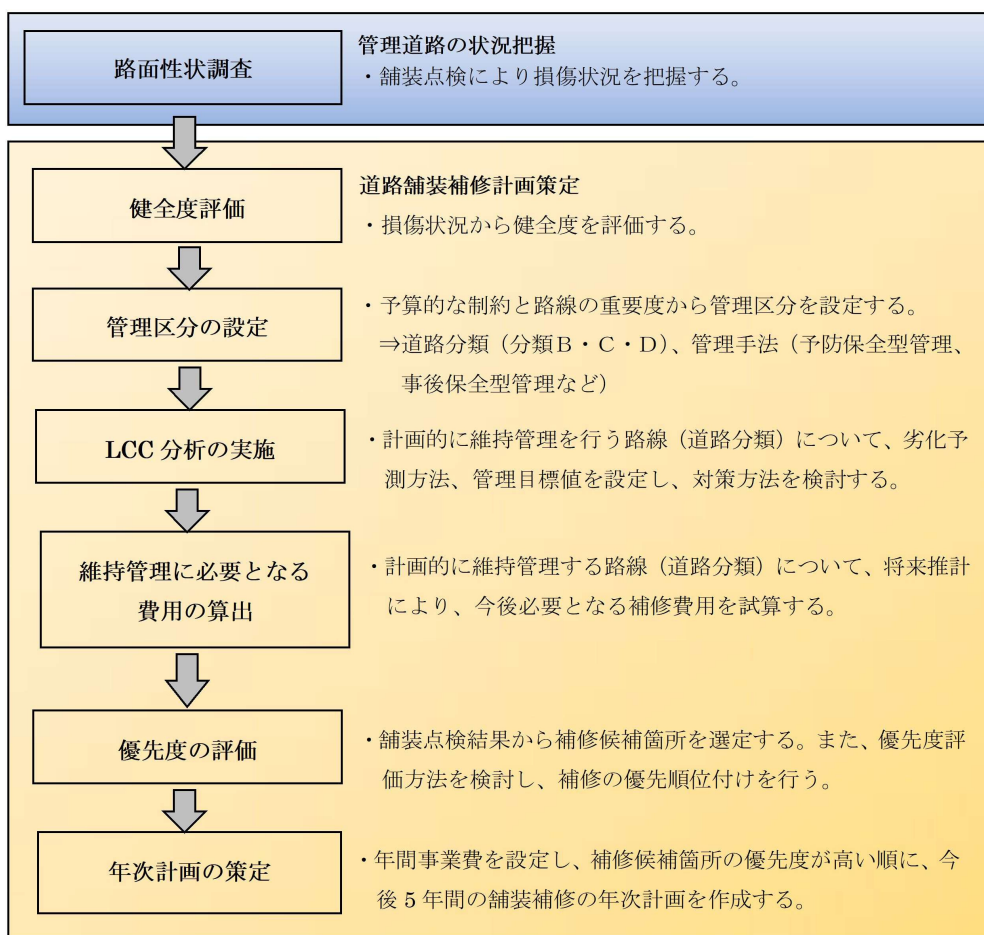 路面性状調査
管理道路の状況把握
・舗装点検により損傷状況を把握する。
健全度評価
道路舗装補修計画策定
・損傷状況から健全度を評価する。
管理区分の設定
・予算的な制約と路線の重要度から管理区分を設定する。
⇒道路分類（分類B・C・D）、管理手法（予防保全型管理、
事後保全型管理など）
LCC 分析の実施
・計画的に維持管理を行う路線（道路分類）について、劣化予
測方法、管理目標値を設定し、対策方法を検討する。
維持管理に必要となる
費用の算出
・計画的に維持管理する路線（道路分類）について、将来推計
により、今後必要となる補修費用を試算する。
優先度の評価
・舗装点検結果から補修候補箇所を選定する。また、優先度評
価方法を検討し、補修の優先順位付けを行う。
年次計画の策定
・年間事業費を設定し、補修候補箇所の優先度が高い順に、今
後 5 年間の舗装補修の年次計画を作成する。